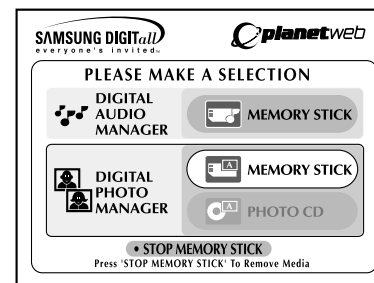 SAMSUNG DIGITall
everyone's invited™
planetweb
PLEASE MAKE A SELECTION
DIGITAL
AUDIO
MANAGER
MEMORY STICK
DIGITAL
PHOTO
MANAGER
A MEMORY STICK
A PHOTO CD
• STOP MEMORY STICK
Press 'STOP MEMORY STICK' To Remove Media